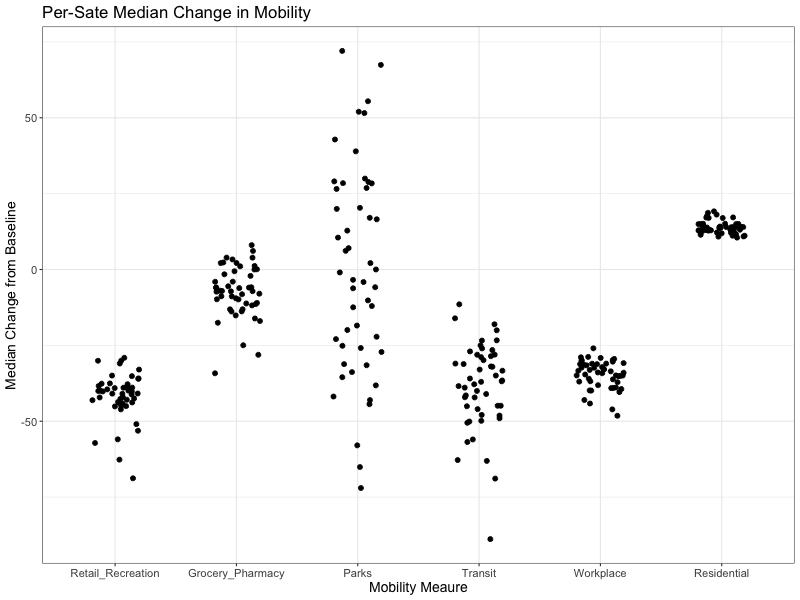 Per-Sate Median Change in Mobility
Median Change from Baseline
50
0
-50
Retail_Recreation Grocery_Pharmacy Parks Transit Workplace Residential
Mobility Meaure